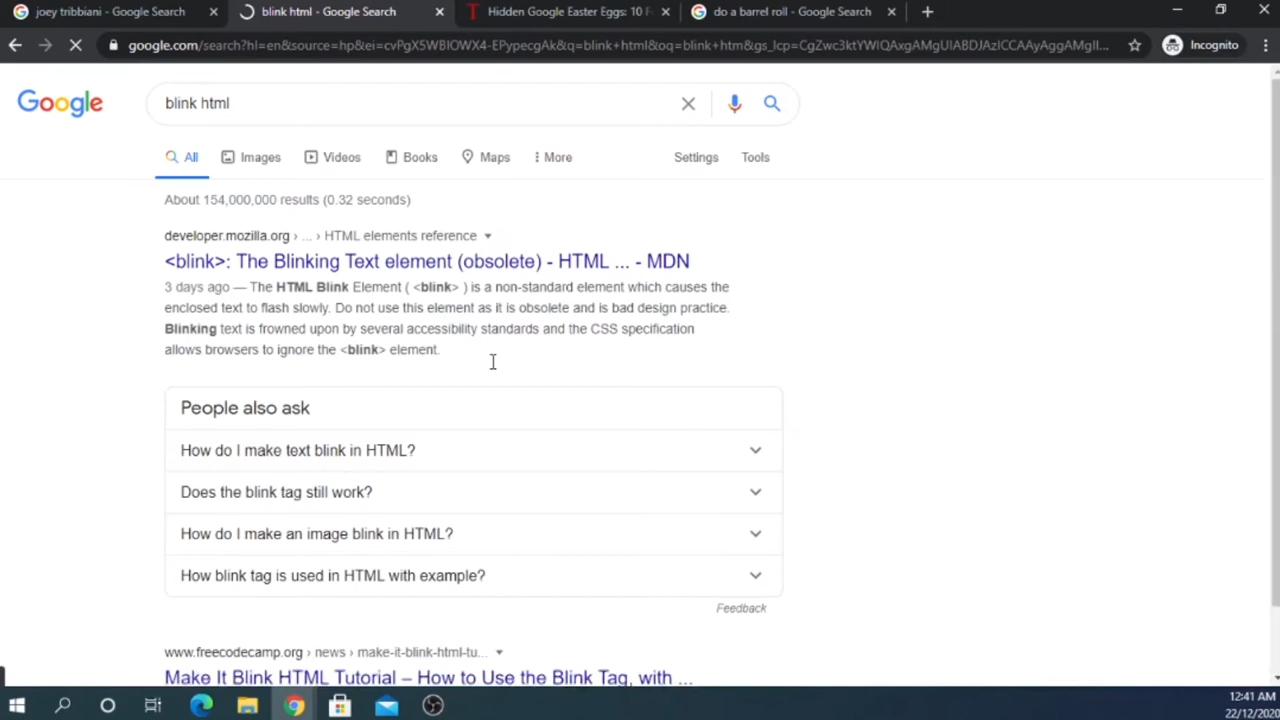 joey tribbiani - Google Search
blink html - Google Search
Hidden Google Easter Eggs: 10 F
do a barrel roll - Google Search
google.com/search?hl=en&source=hp&ei=cvPgX5WBIOWX4-EPypecgAk&q=blink+html&oq=blink+htm&gs_lcp=CgZwc3ktYWIQAxgAMgUIABDJAzICCAAyAggAMgII...
Incognito
Google
blink html
All
Images
Videos
Books
Maps
More
Settings
Tools
About 154,000,000 results (0.32 seconds)
developer.mozilla.org › ... › HTML elements reference
<blink>: The Blinking Text element (obsolete) - HTML ... - MDN
3 days ago — The HTML Blink Element ( <blink> ) is a non-standard element which causes the
enclosed text to flash slowly. Do not use this element as it is obsolete and is bad design practice.
Blinking text is frowned upon by several accessibility standards and the CSS specification
allows browsers to ignore the <blink> element.
People also ask
How do I make text blink in HTML?
Does the blink tag still work?
How do I make an image blink in HTML?
How blink tag is used in HTML with example?
Feedback
www.freecodecamp.org › news › make-it-blink-html-tu...
Make It Blink HTML Tutorial – How to Use the Blink Tag, with ...
12:41 AM
22/12/2020